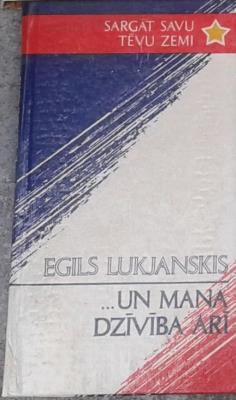 SARGĀT SAVU
TĒVU ZEMI
EGILS LUKJANSKIS
...UN MANA
DZĪVĪBA ARĪ